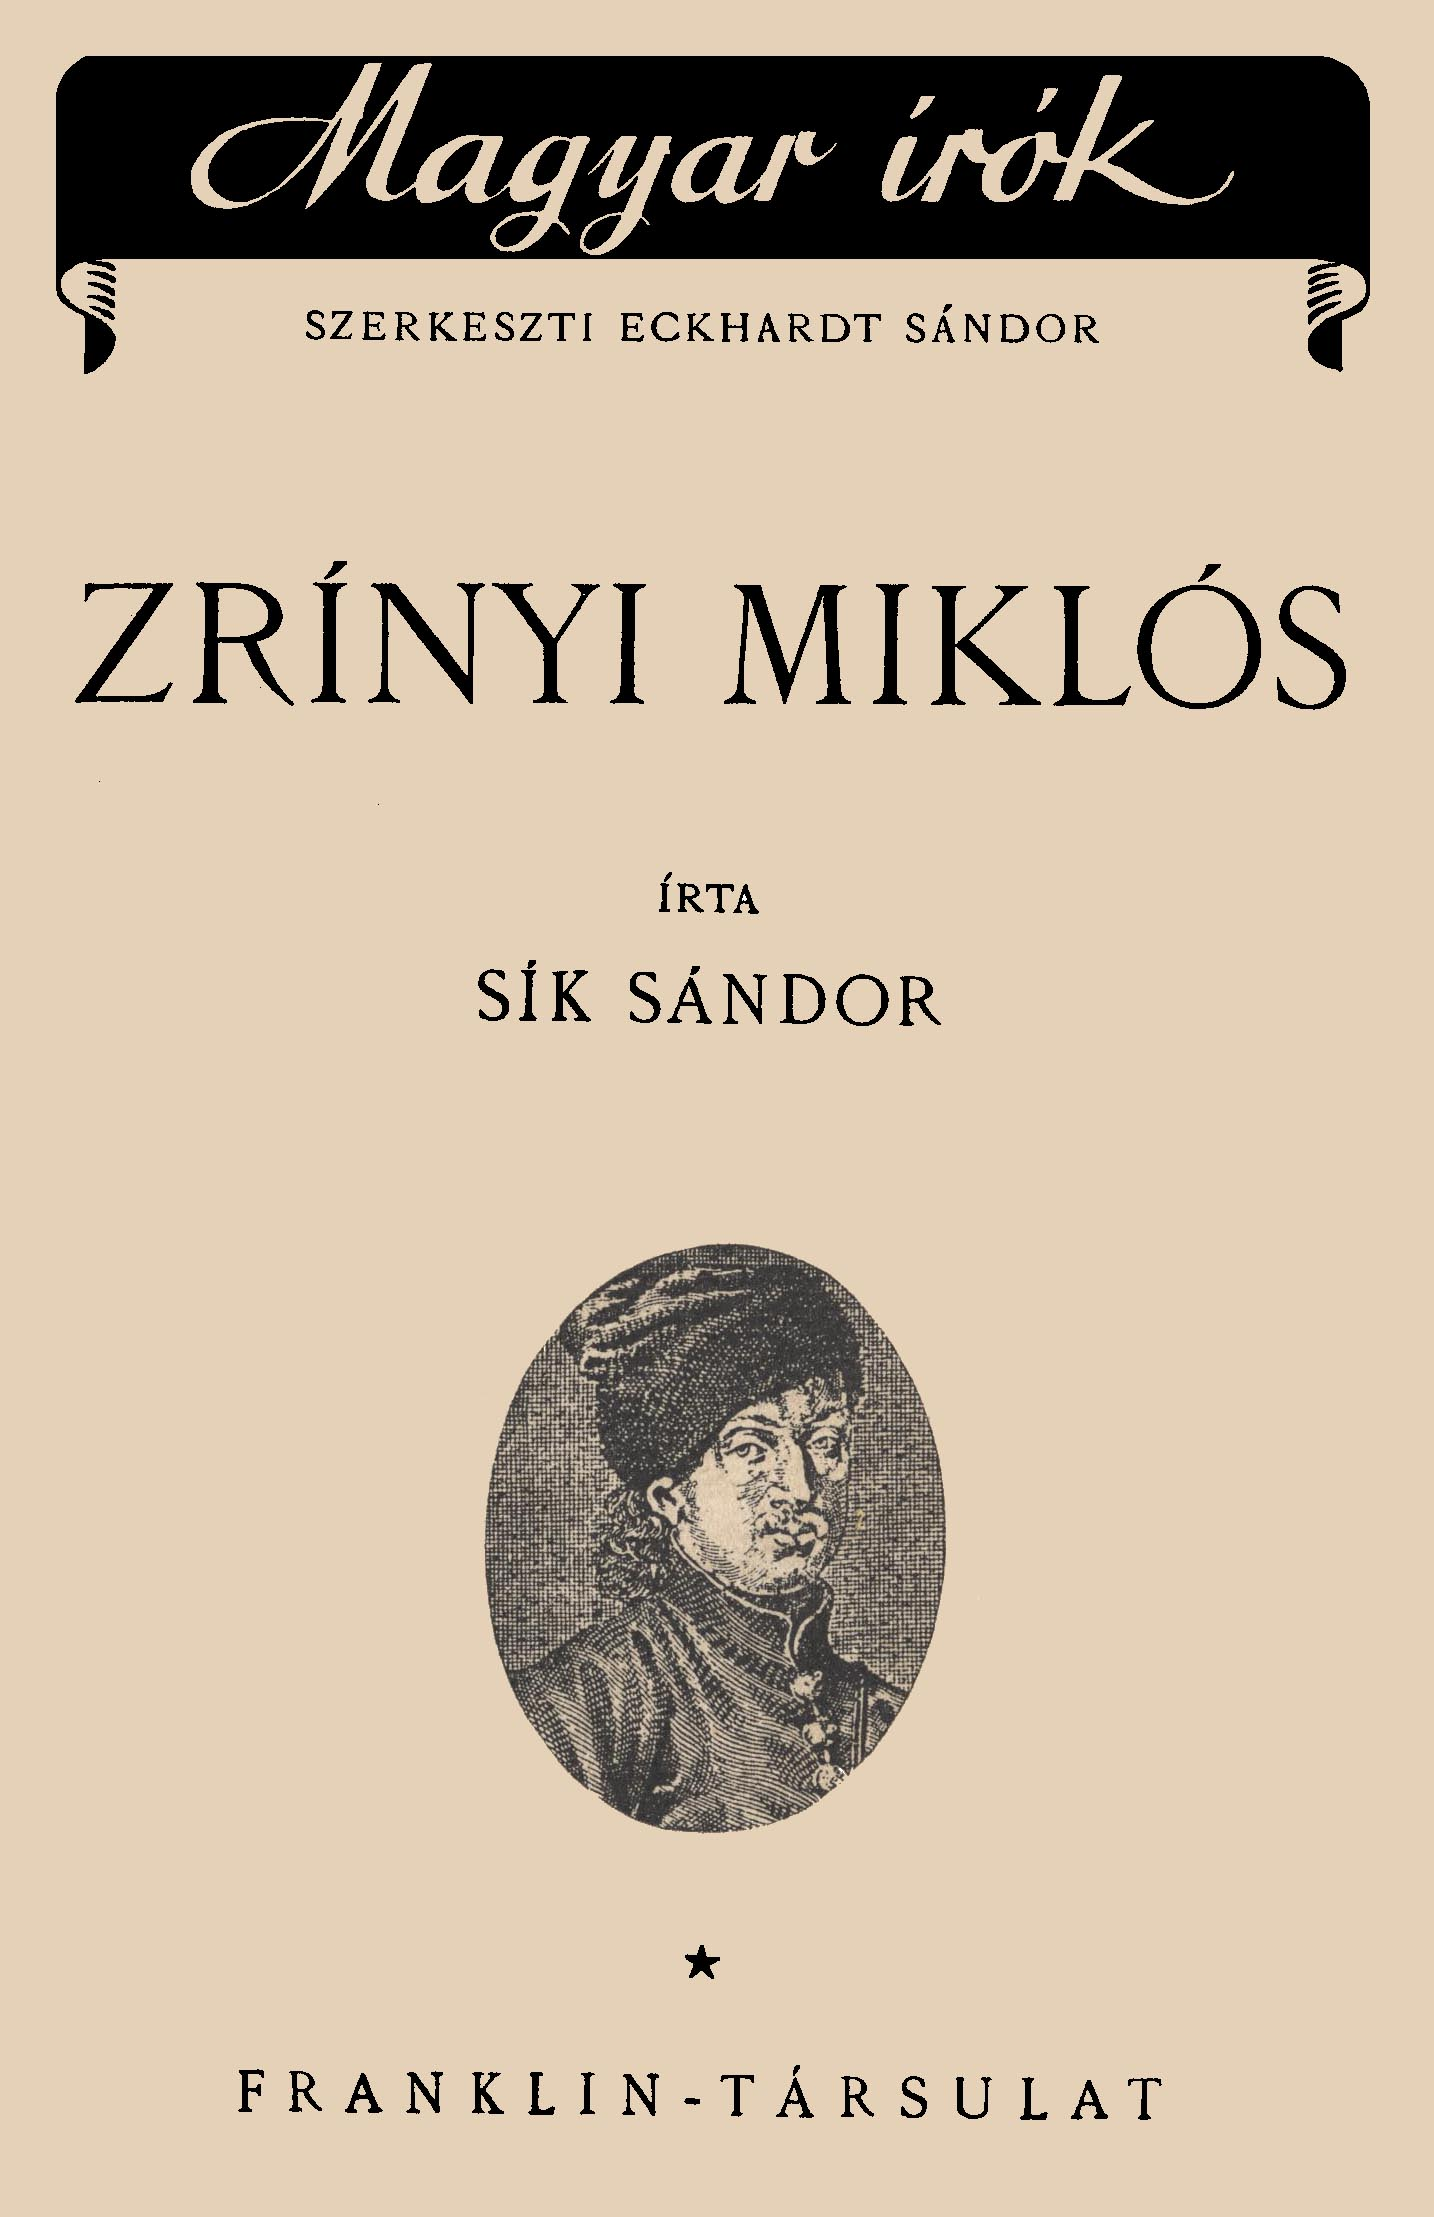 Magyar írók
SZERKESZTI ECKHARDT SÁNDOR
ZRÍNYI MIKLÓS
ÍRTA
SÍK SÁNDOR
FRANKLIN-TÁRSULAT